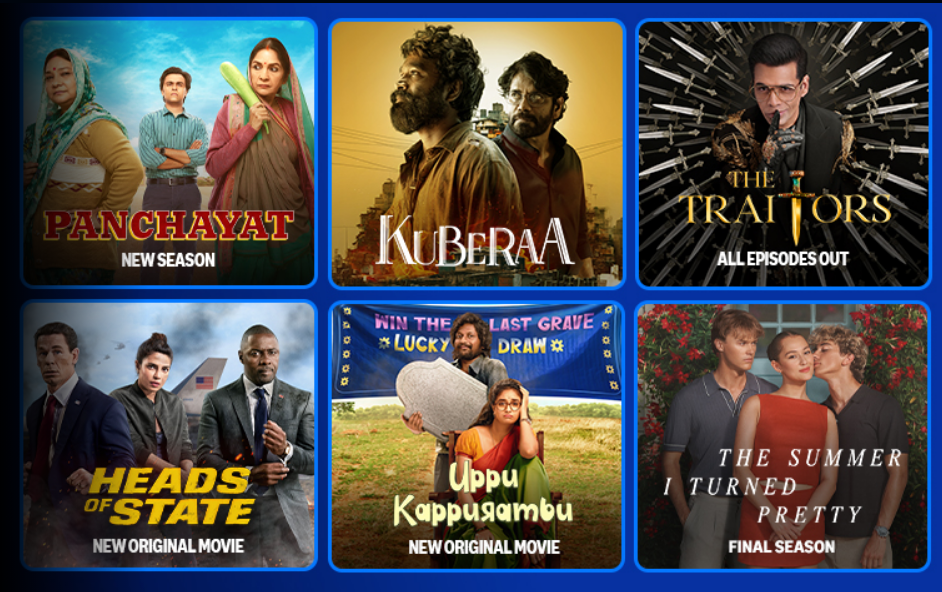 PANCHAYAT
NEW SEASON
KUBERAA
THE
TRAITORS
ALL EPISODES OUT
HEADS
OF STATE
NEW ORIGINAL MOVIE
WIN THE LAST GRAVE
LUCKY DRAW
Uppu
Kappurambu
NEW ORIGINAL MOVIE
THE SUMMER
I TURNED
PRETTY
FINAL SEASON